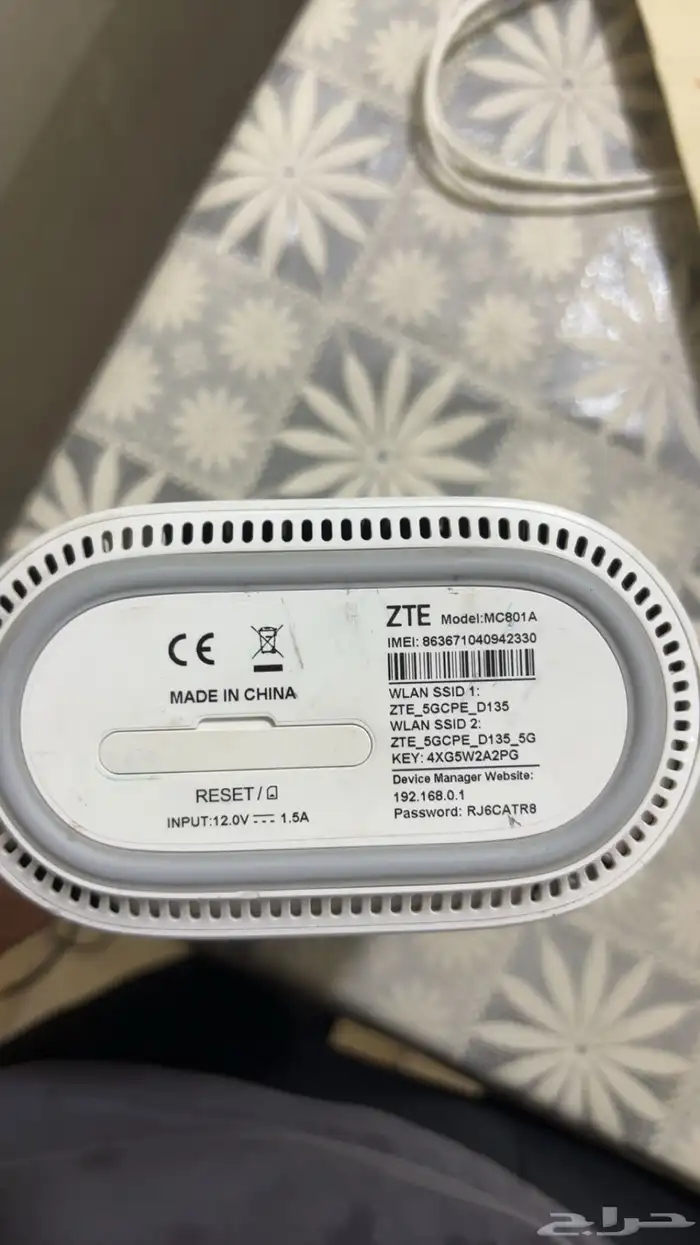 CE
MADE IN CHINA
RESET /
INPUT:12.0V 1.5A
ZTE Model:MC801A
IMEI: 863671040942330
WLAN SSID 1:
ZTE_5GCPE_D135
WLAN SSID 2:
ZTE_5GCPE_D135_5G
KEY: 4XG5W2A2PG
Device Manager Website:
192.168.0.1
Password: RJ6CATR8
حراج